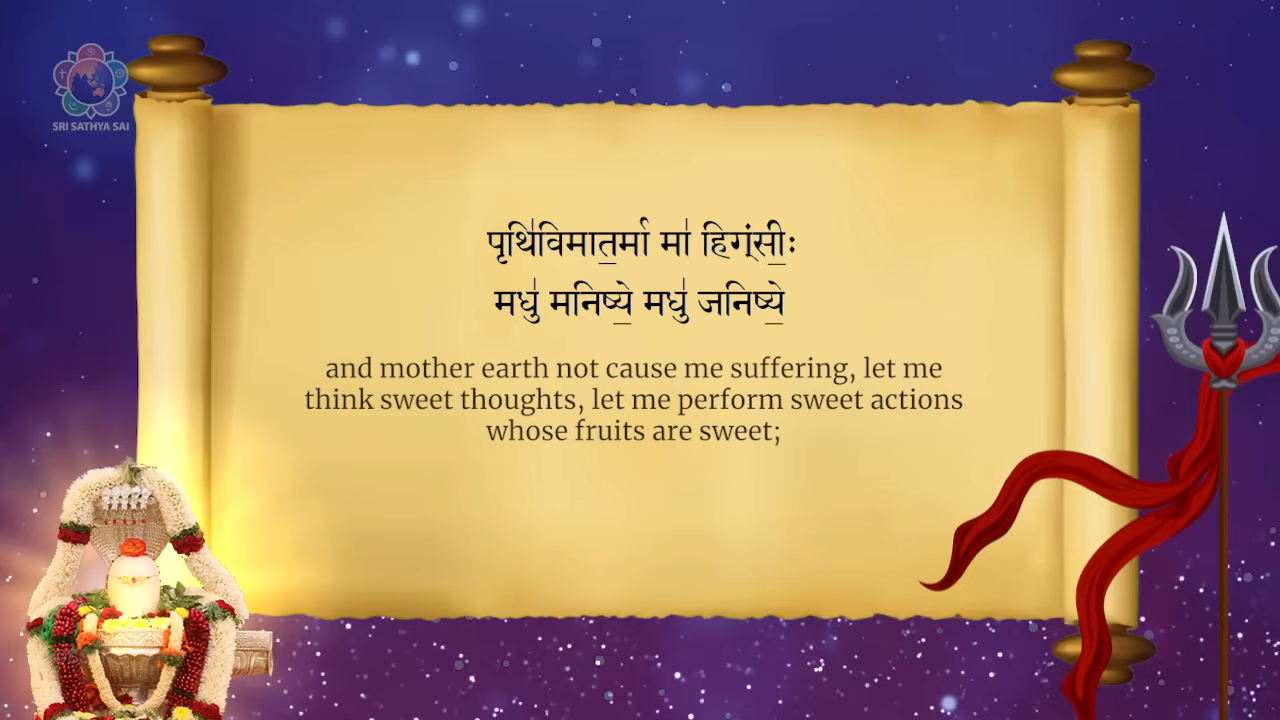 SRI SATHYA SAI
पृथि॑विमात॒र्मा मा॑ हिग्ंसी॒ः
मधु॑ मनिष्ये॒ मधु॑ जनिष्ये॒
and mother earth not cause me suffering, let me
think sweet thoughts, let me perform sweet actions
whose fruits are sweet;